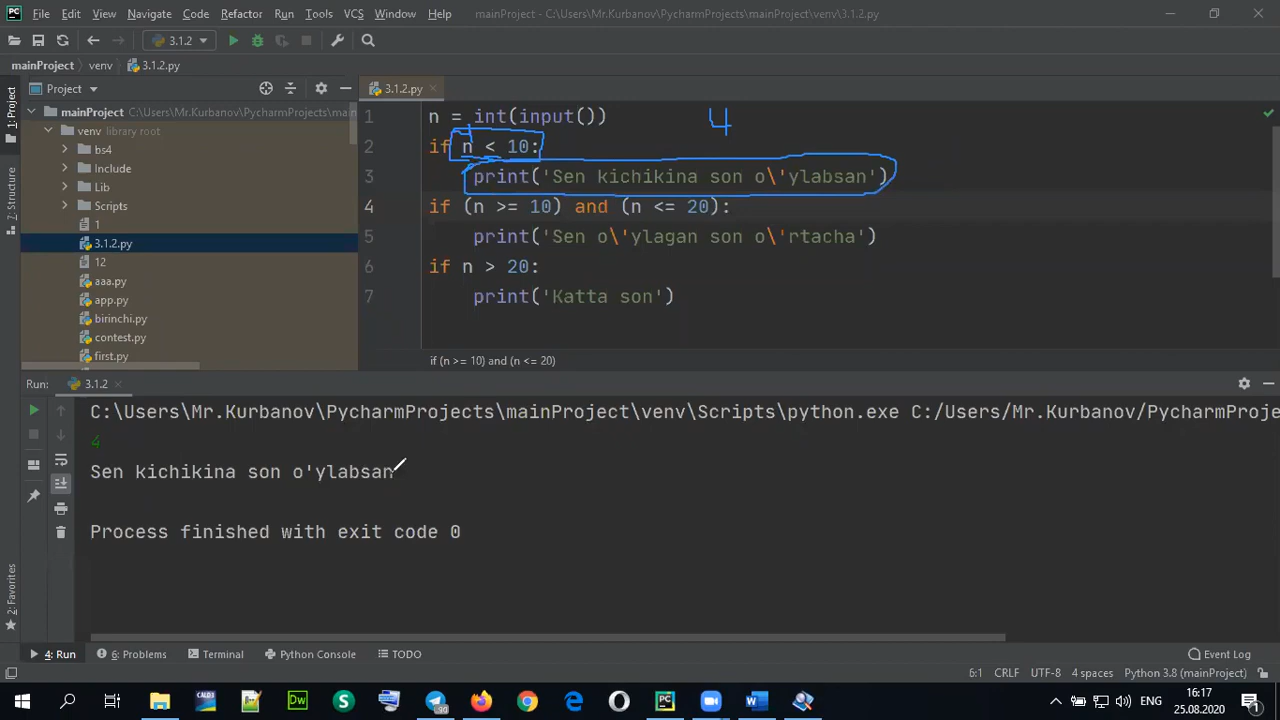 File Edit View Navigate Code Refactor Run Tools VCS Window Help mainProject - C:\Users\Mr.Kurbanov\PycharmProjects\mainProject\venv\3.1.2.py
3.1.2
mainProject venv 3.1.2.py
Project
3.1.2.py
1: Project
mainProject C:\Users\Mr.Kurbanov\PycharmProjects\ma
venv library root
bs4
Include
Lib
Scripts
1
3.1.2.py
12
aaa.py
app.py
birinchi.py
contest.py
first.py
7: Structure
1 n = int(input()) 4
2 if n < 10:
3 print('Sen kichikina son o\'ylabsan')
4 if (n >= 10) and (n <= 20):
5 print('Sen o\'ylagan son o\'rtacha')
6 if n > 20:
7 print('Katta son')
if (n >= 10) and (n <= 20)
Run: 3.1.2
C:\Users\Mr.Kurbanov\PycharmProjects\mainProject\venv\Scripts\python.exe C:/Users/Mr.Kurbanov/PycharmProje
4
Sen kichikina son o'ylabsan
Process finished with exit code 0
2: Favorites
4: Run 6: Problems Terminal Python Console TODO Event Log
6:1 CRLF UTF-8 4 spaces Python 3.8 (mainProject)
ENG 16:17
25.08.2020